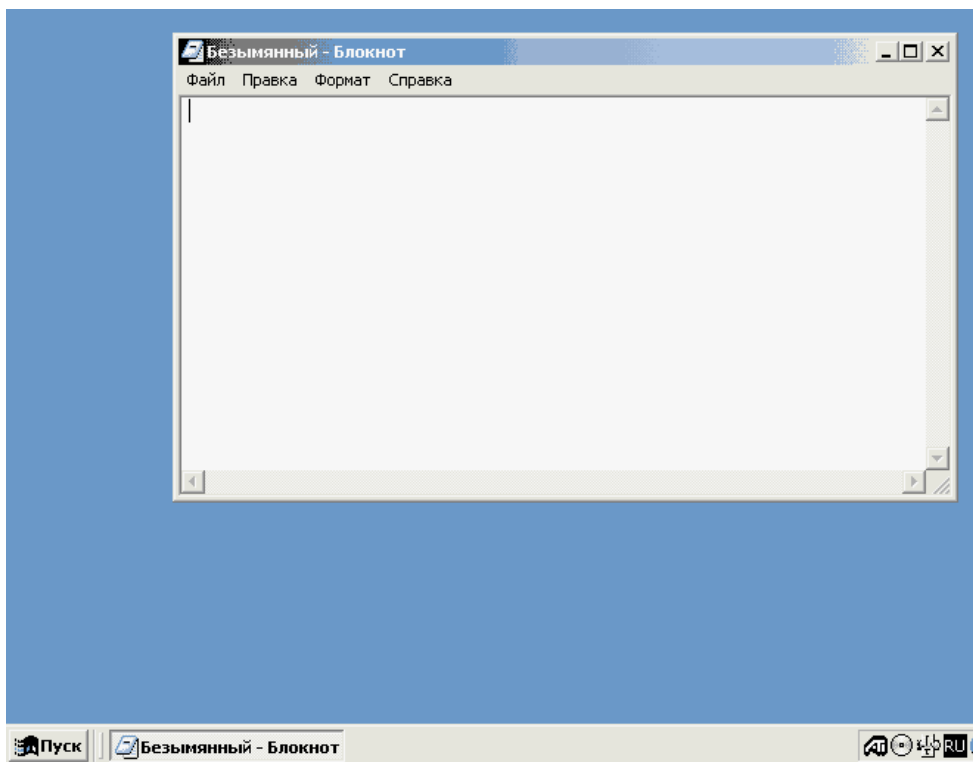 Безымянный - Блокнот
Файл Правка Формат Справка
Пуск Безымянный - Блокнот RU